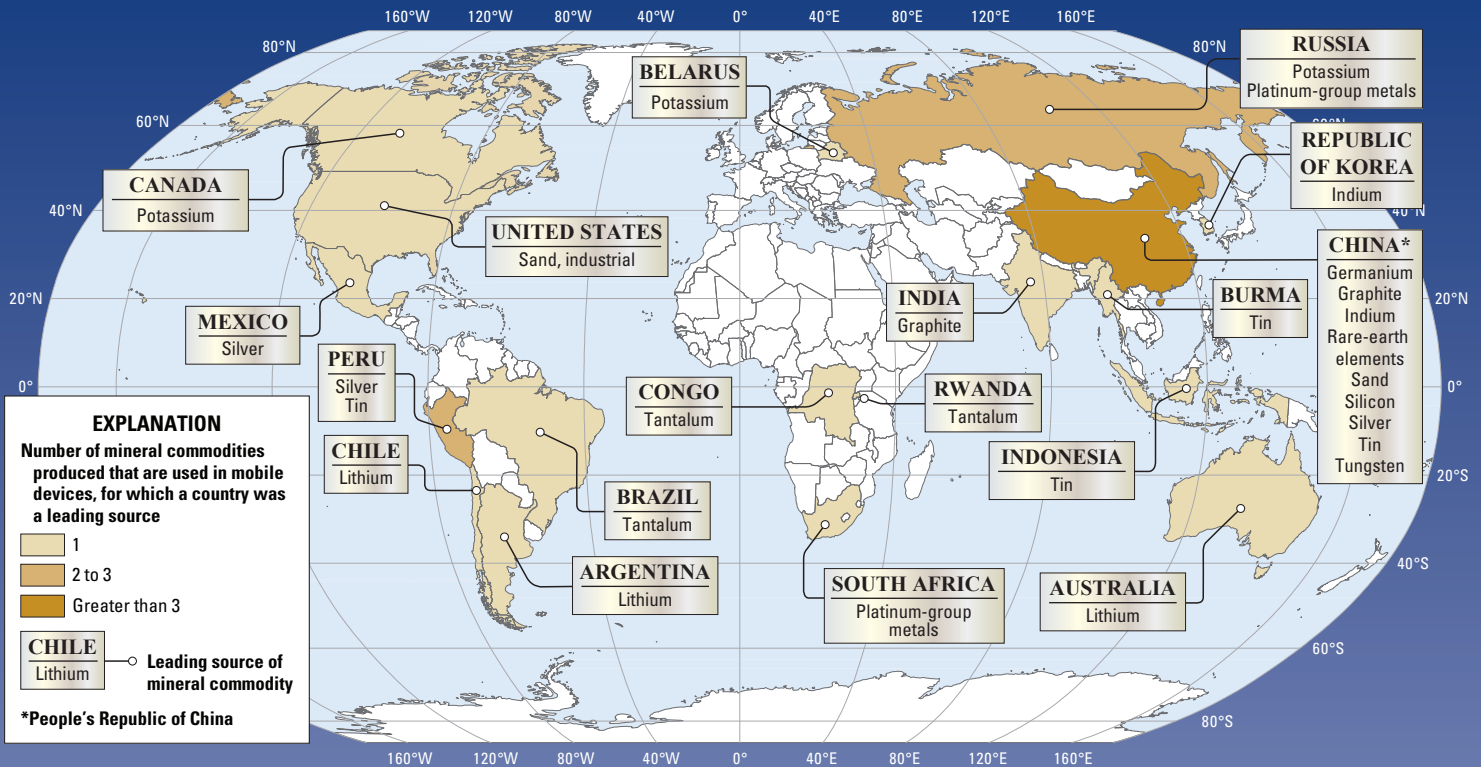 160°W 120°W 80°W 40°W 0° 40°E 80°E 120°E 160°E
80°N
80°N
60°N
60°N
40°N
40°N
20°N
20°N
0°
0°
20°S
40°S
60°S
80°S
RUSSIA
Potassium
Platinum-group metals
BELARUS
Potassium
REPUBLIC
OF KOREA
Indium
CANADA
Potassium
UNITED STATES
Sand, industrial
CHINA*
Germanium
Graphite
Indium
Rare-earth
elements
Sand
Silicon
Silver
Tin
Tungsten
INDIA
Graphite
BURMA
Tin
MEXICO
Silver
PERU
Silver
Tin
CONGO
Tantalum
RWANDA
Tantalum
CHILE
Lithium
INDONESIA
Tin
BRAZIL
Tantalum
ARGENTINA
Lithium
SOUTH AFRICA
Platinum-group
metals
AUSTRALIA
Lithium
EXPLANATION
Number of mineral commodities
produced that are used in mobile
devices, for which a country was
a leading source
1
2 to 3
Greater than 3
CHILE
Lithium
Leading source of
mineral commodity
*People's Republic of China
160°W 120°W 80°W 40°W 0° 40°E 80°E 120°E 160°E